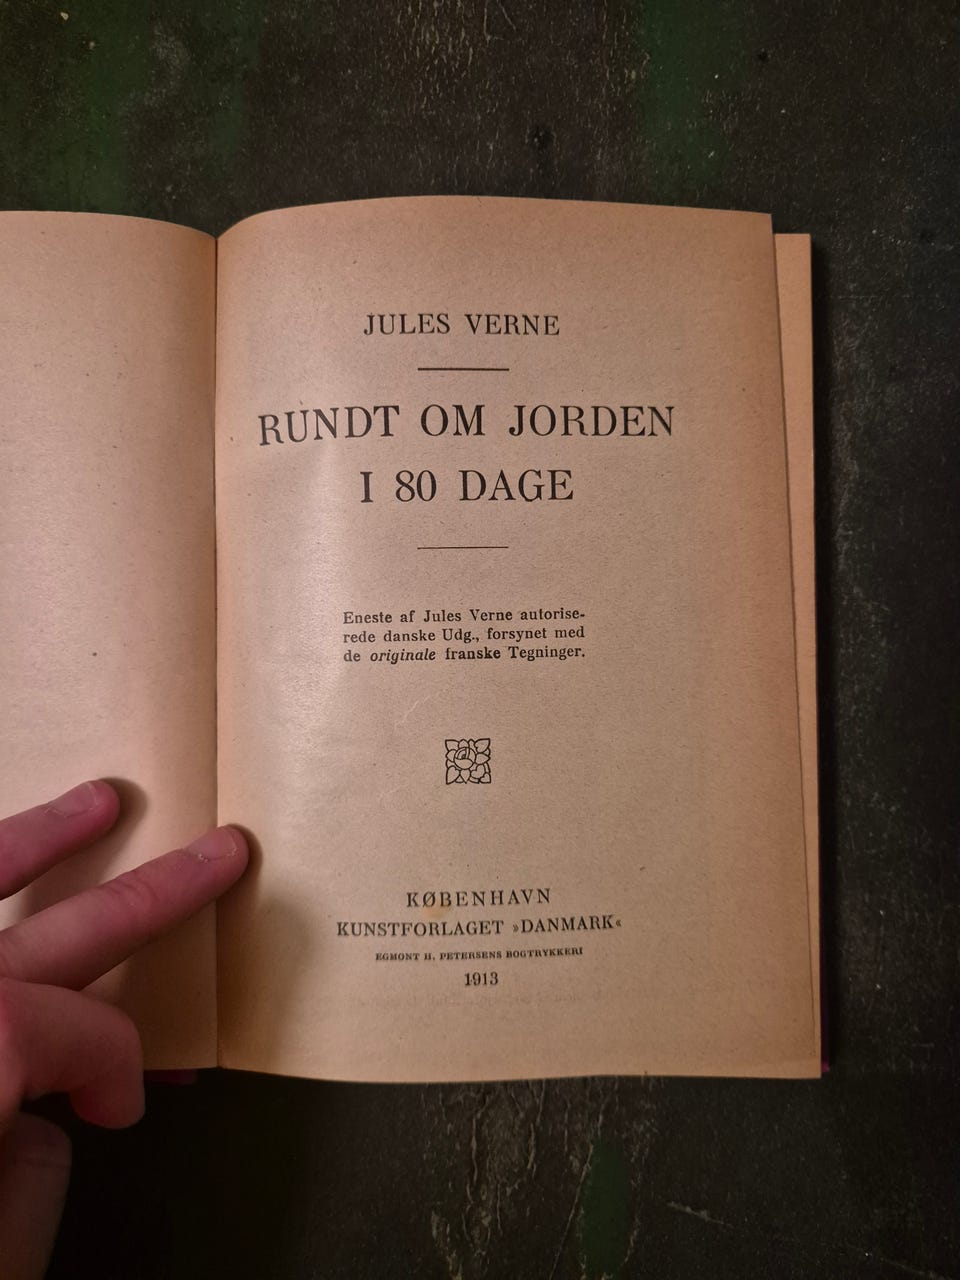 JULES VERNE
RUNDT OM JORDEN
I 80 DAGE
Eneste af Jules Verne autorise-
rede danske Udg., forsynet med
de originale franske Tegninger.
KØBENHAVN
KUNSTFORLAGET »DANMARK«
EGMONT H. PETERSENS BOGTRYKKERI
1913